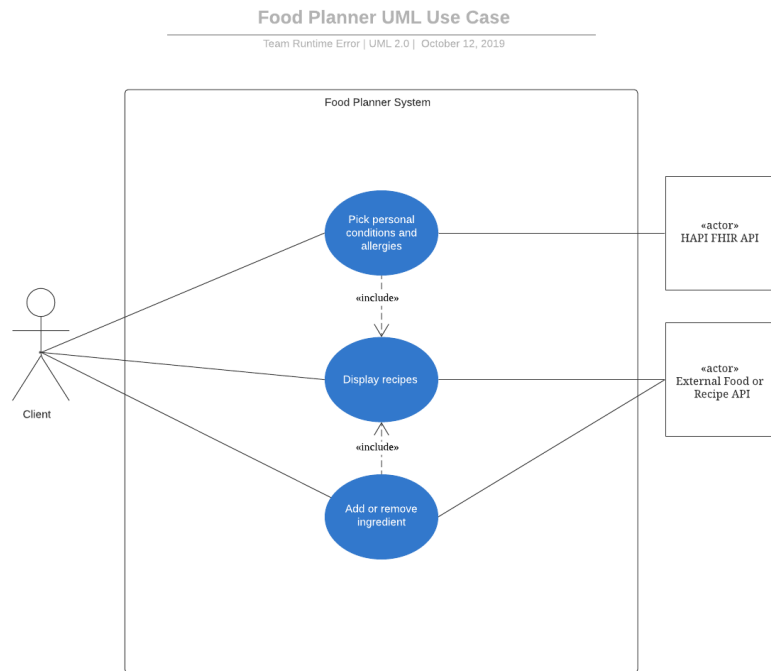 Food Planner UML Use Case
Team Runtime Error | UML 2.0 | October 12, 2019
Food Planner System
Pick personal
conditions and
allergies
«actor»
HAPI FHIR API
«include»
Display recipes
«actor»
External Food or
Recipe API
Client
«include»
Add or remove
ingredient